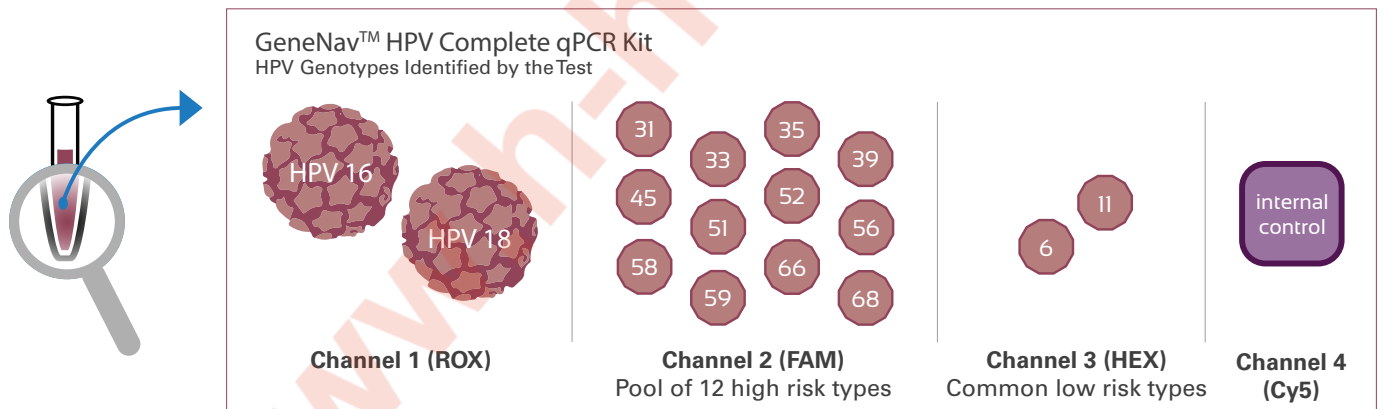 GeneNav™ HPV Complete qPCR Kit
HPV Genotypes Identified by the Test
HPV 16
HPV 18
31
33
35
39
45
51
52
56
58
59
66
68
6
11
internal
control
Channel 1 (ROX)
Channel 2 (FAM)
Pool of 12 high risk types
Channel 3 (HEX)
Common low risk types
Channel 4
(Cy5)